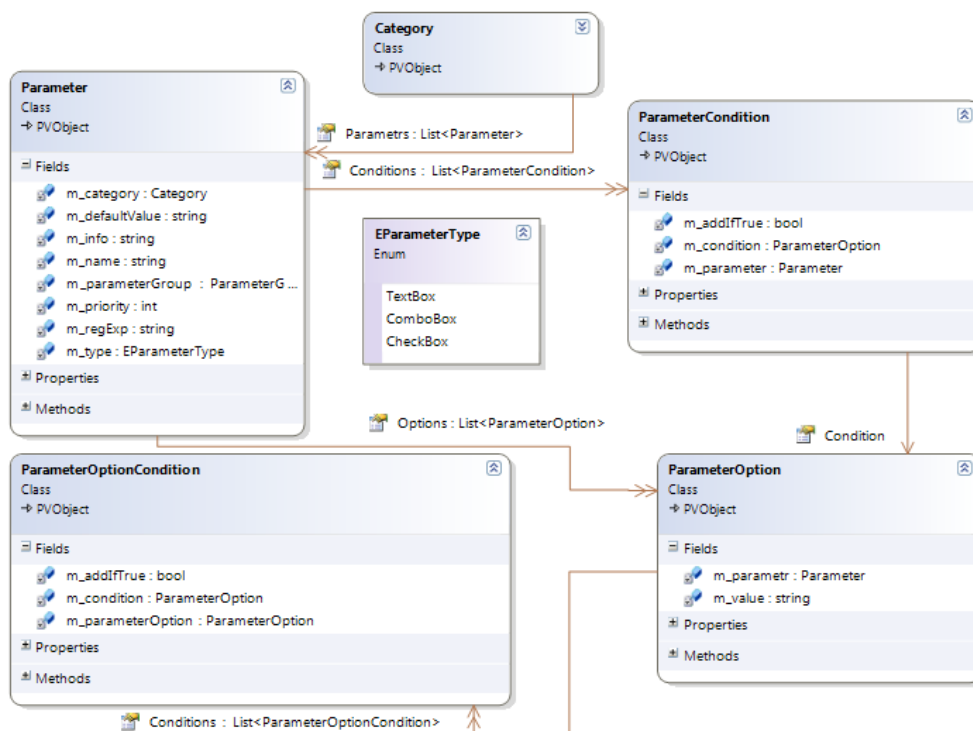 Category
Class
PVObject
Parameter
Class
PVObject
Fields
m_category : Category
m_defaultValue : string
m_info : string
m_name : string
m_parameterGroup : ParameterG ...
m_priority : int
m_regExp : string
m_type : EParameterType
Properties
Methods
Parametrs : List<Parameter>
Conditions : List<ParameterCondition>
EParameterType
Enum
TextBox
ComboBox
CheckBox
ParameterCondition
Class
PVObject
Fields
m_addIfTrue : bool
m_condition : ParameterOption
m_parameter : Parameter
Properties
Methods
Options : List<ParameterOption>
Condition
ParameterOptionCondition
Class
PVObject
Fields
m_addIfTrue : bool
m_condition : ParameterOption
m_parameterOption : ParameterOption
Properties
Methods
ParameterOption
Class
PVObject
Fields
m_parametr : Parameter
m_value : string
Properties
Methods
Conditions : List<ParameterOptionCondition>